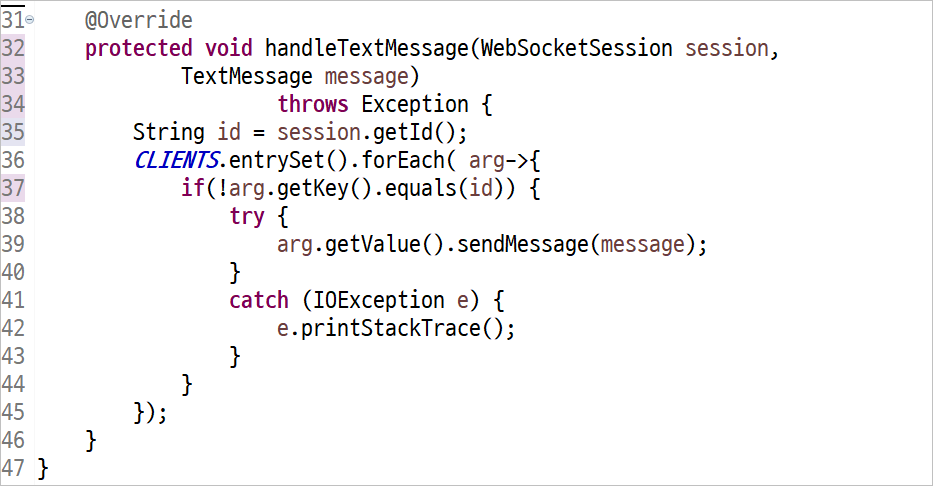 31 @Override
32 protected void handleTextMessage(WebSocketSession session,
33 TextMessage message)
34 throws Exception {
35 String id = session.getId();
36 CLIENTS.entrySet().forEach( arg->{
37 if(!arg.getKey().equals(id)) {
38 try {
39 arg.getValue().sendMessage(message);
40 }
41 catch (IOException e) {
42 e.printStackTrace();
43 }
44 }
45 });
46 }
47 }